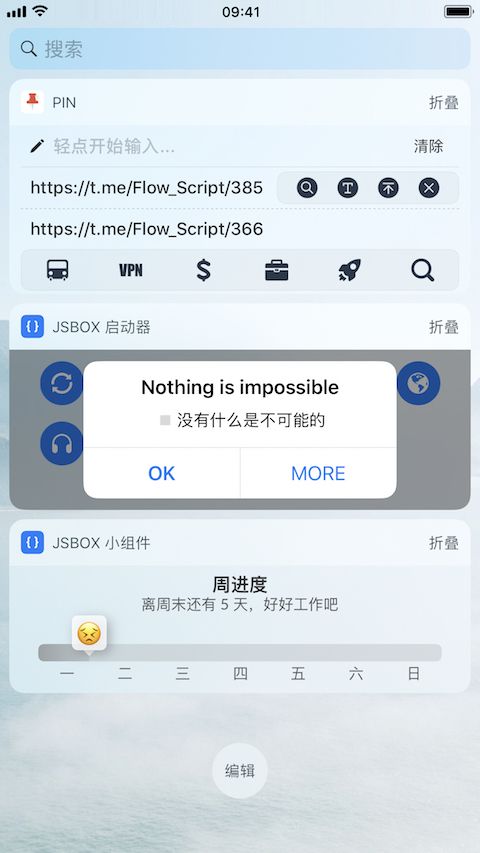 09:41
搜索
PIN
折叠
轻点开始输入...
清除
https://t.me/Flow_Script/385
T
https://t.me/Flow_Script/366
VPN
$
JSBOX 启动器
折叠
Nothing is impossible
没有什么是不可能的
OK
MORE
JSBOX 小组件
折叠
周进度
离周末还有 5 天，好好工作吧
一 二 三 四 五 六 日
编辑